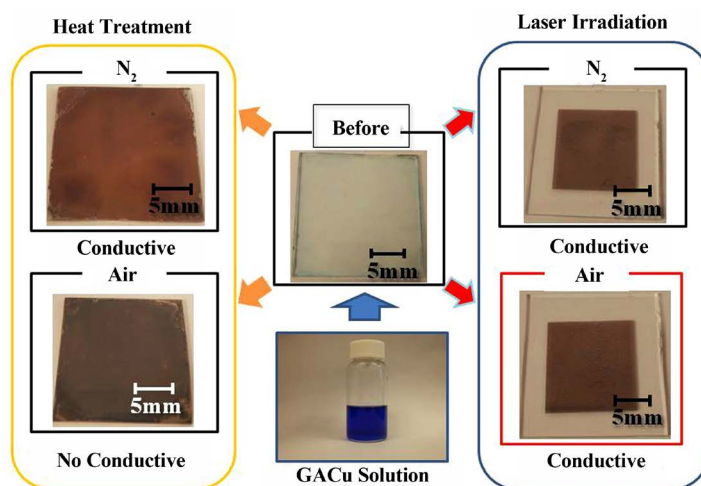 Heat Treatment
N2
5mm
Conductive
Air
5mm
No Conductive
Before
5mm
GACu Solution
Laser Irradiation
N2
5mm
Conductive
Air
5mm
Conductive